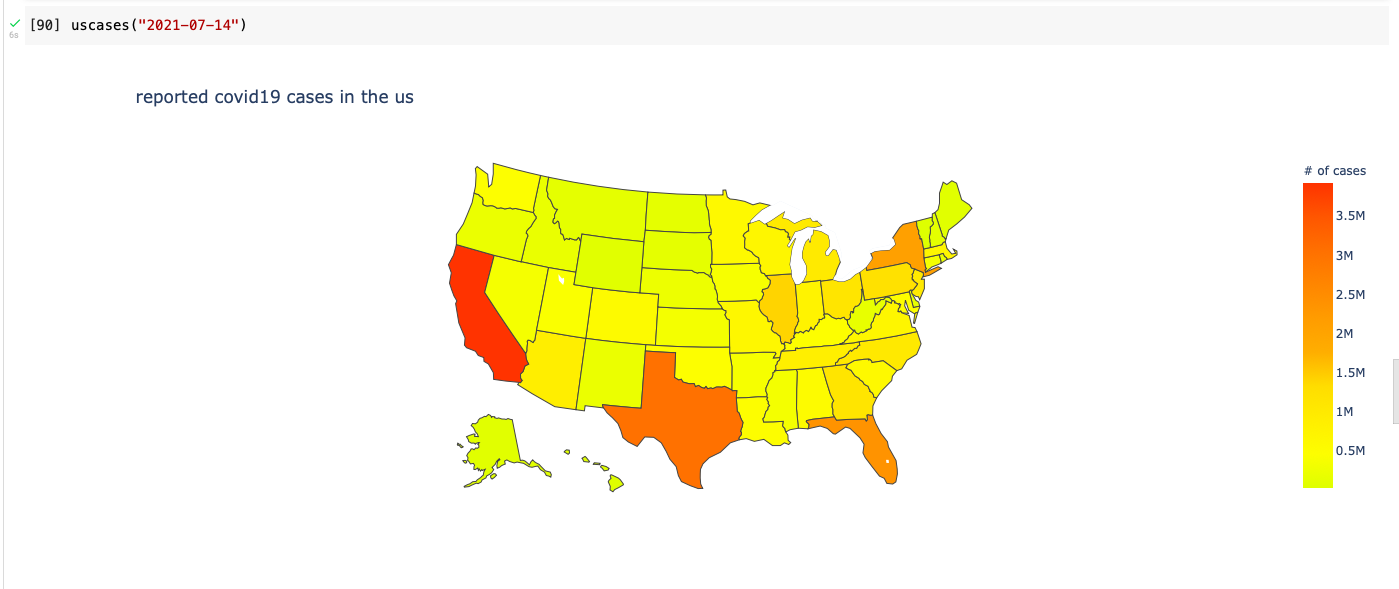 [90] uscases("2021-07-14")
6s
reported covid19 cases in the us
# of cases
3.5M
3M
2.5M
2M
1.5M
1M
0.5M